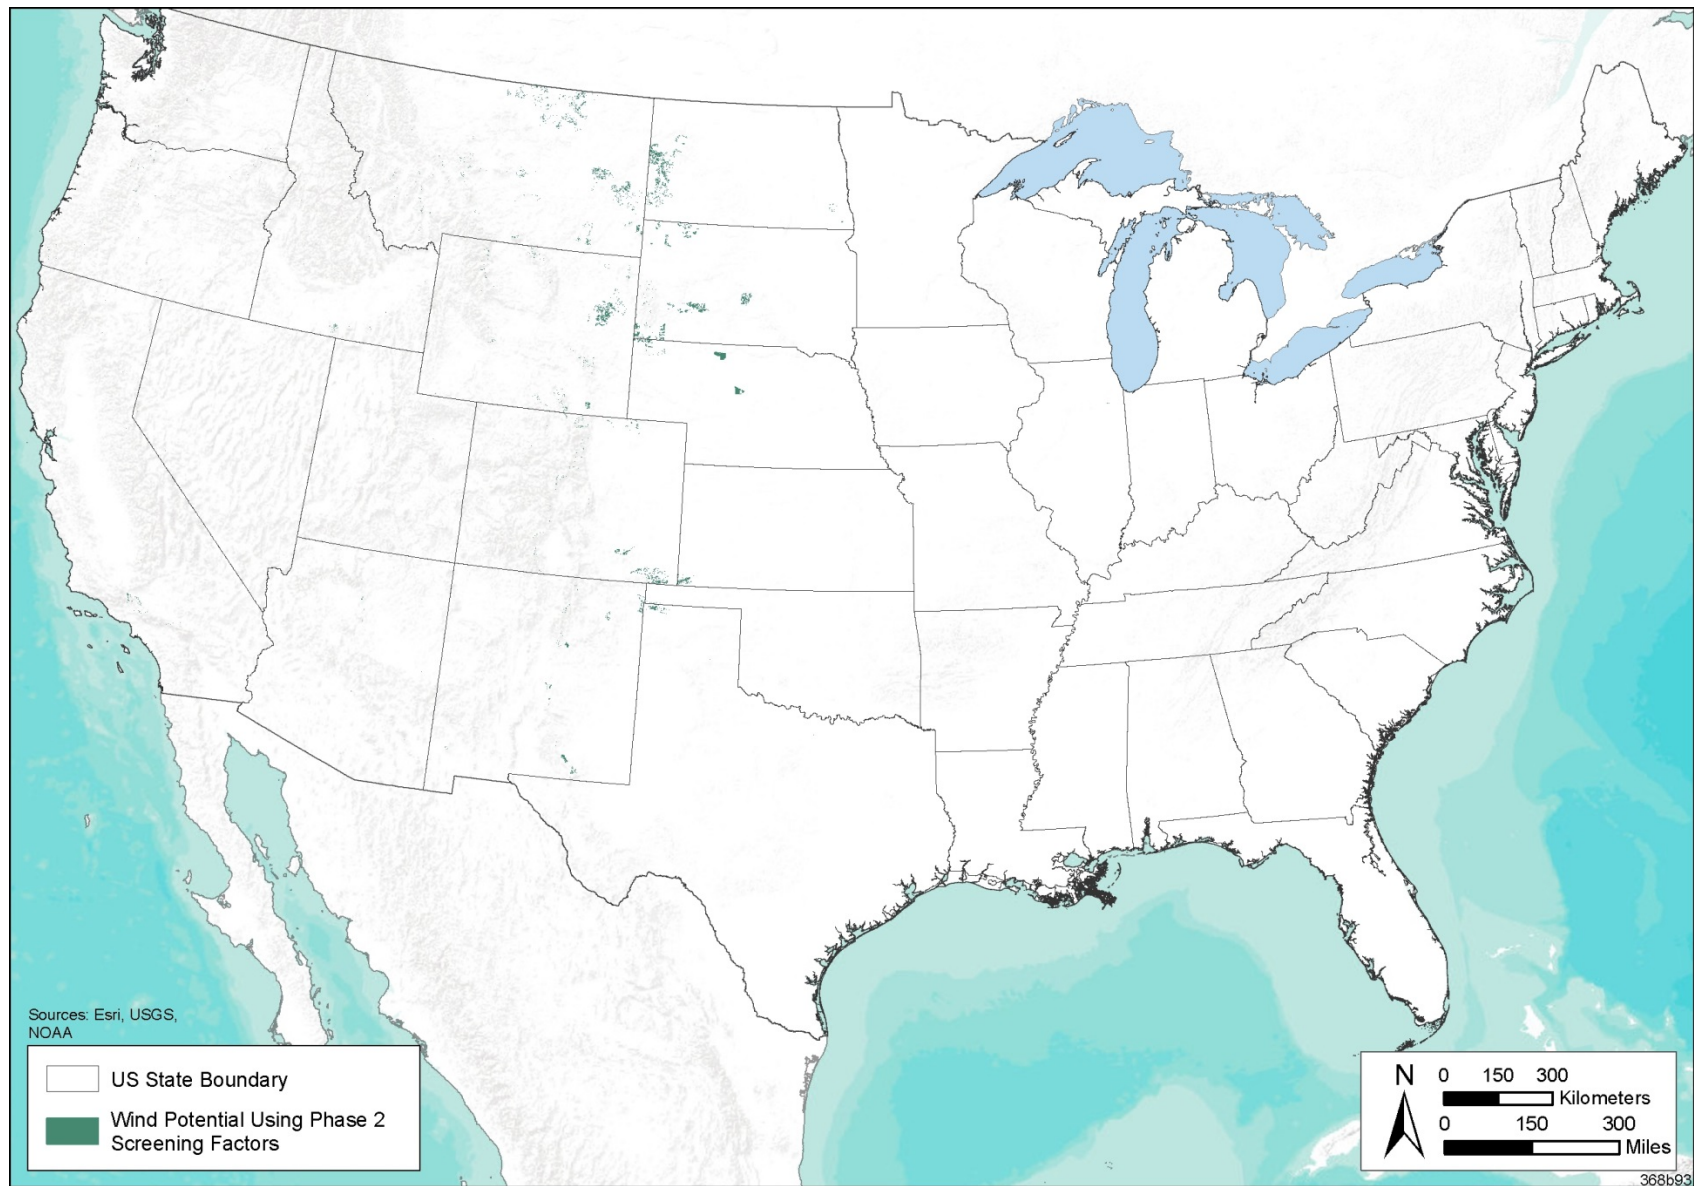 Sources: Esri, USGS,
NOAA
US State Boundary
Wind Potential Using Phase 2
Screening Factors
N
0 150 300
Kilometers
0 150 300
Miles
368b93